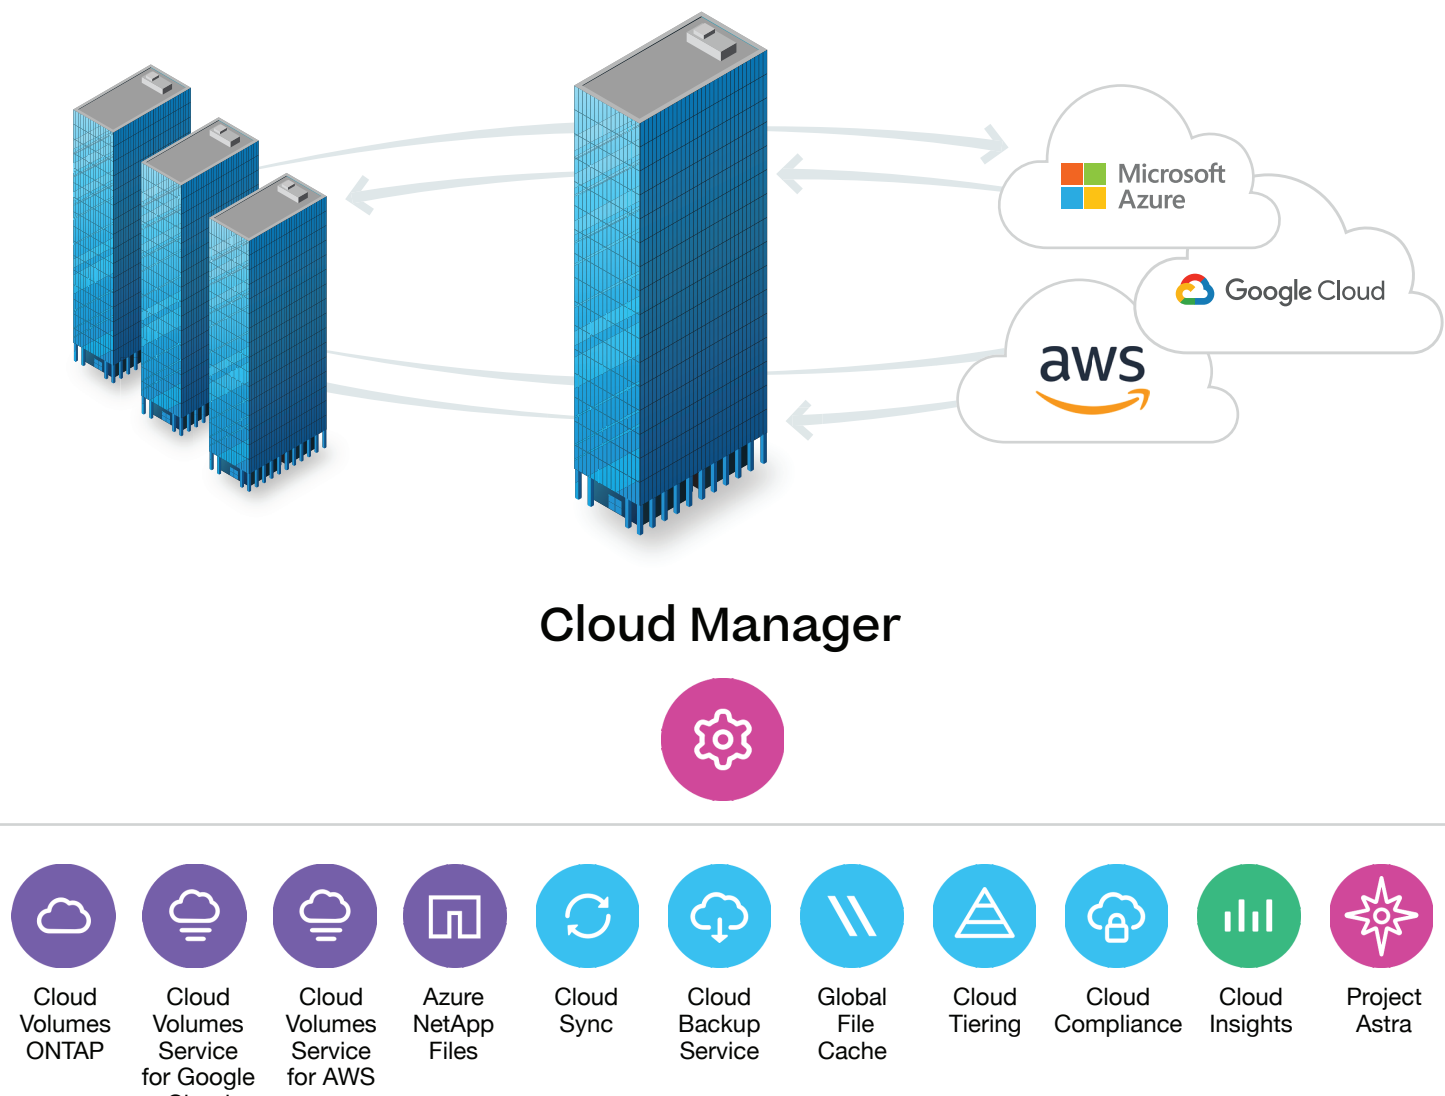 Microsoft
Azure
Google Cloud
aws
Cloud Manager
Cloud
Volumes
ONTAP
Cloud
Volumes
Service
for Google
Cloud
Volumes
Service
for AWS
Azure
NetApp
Files
Cloud
Sync
Cloud
Backup
Service
Global
File
Cache
Cloud
Tiering
Cloud
Compliance
Cloud
Insights
Project
Astra